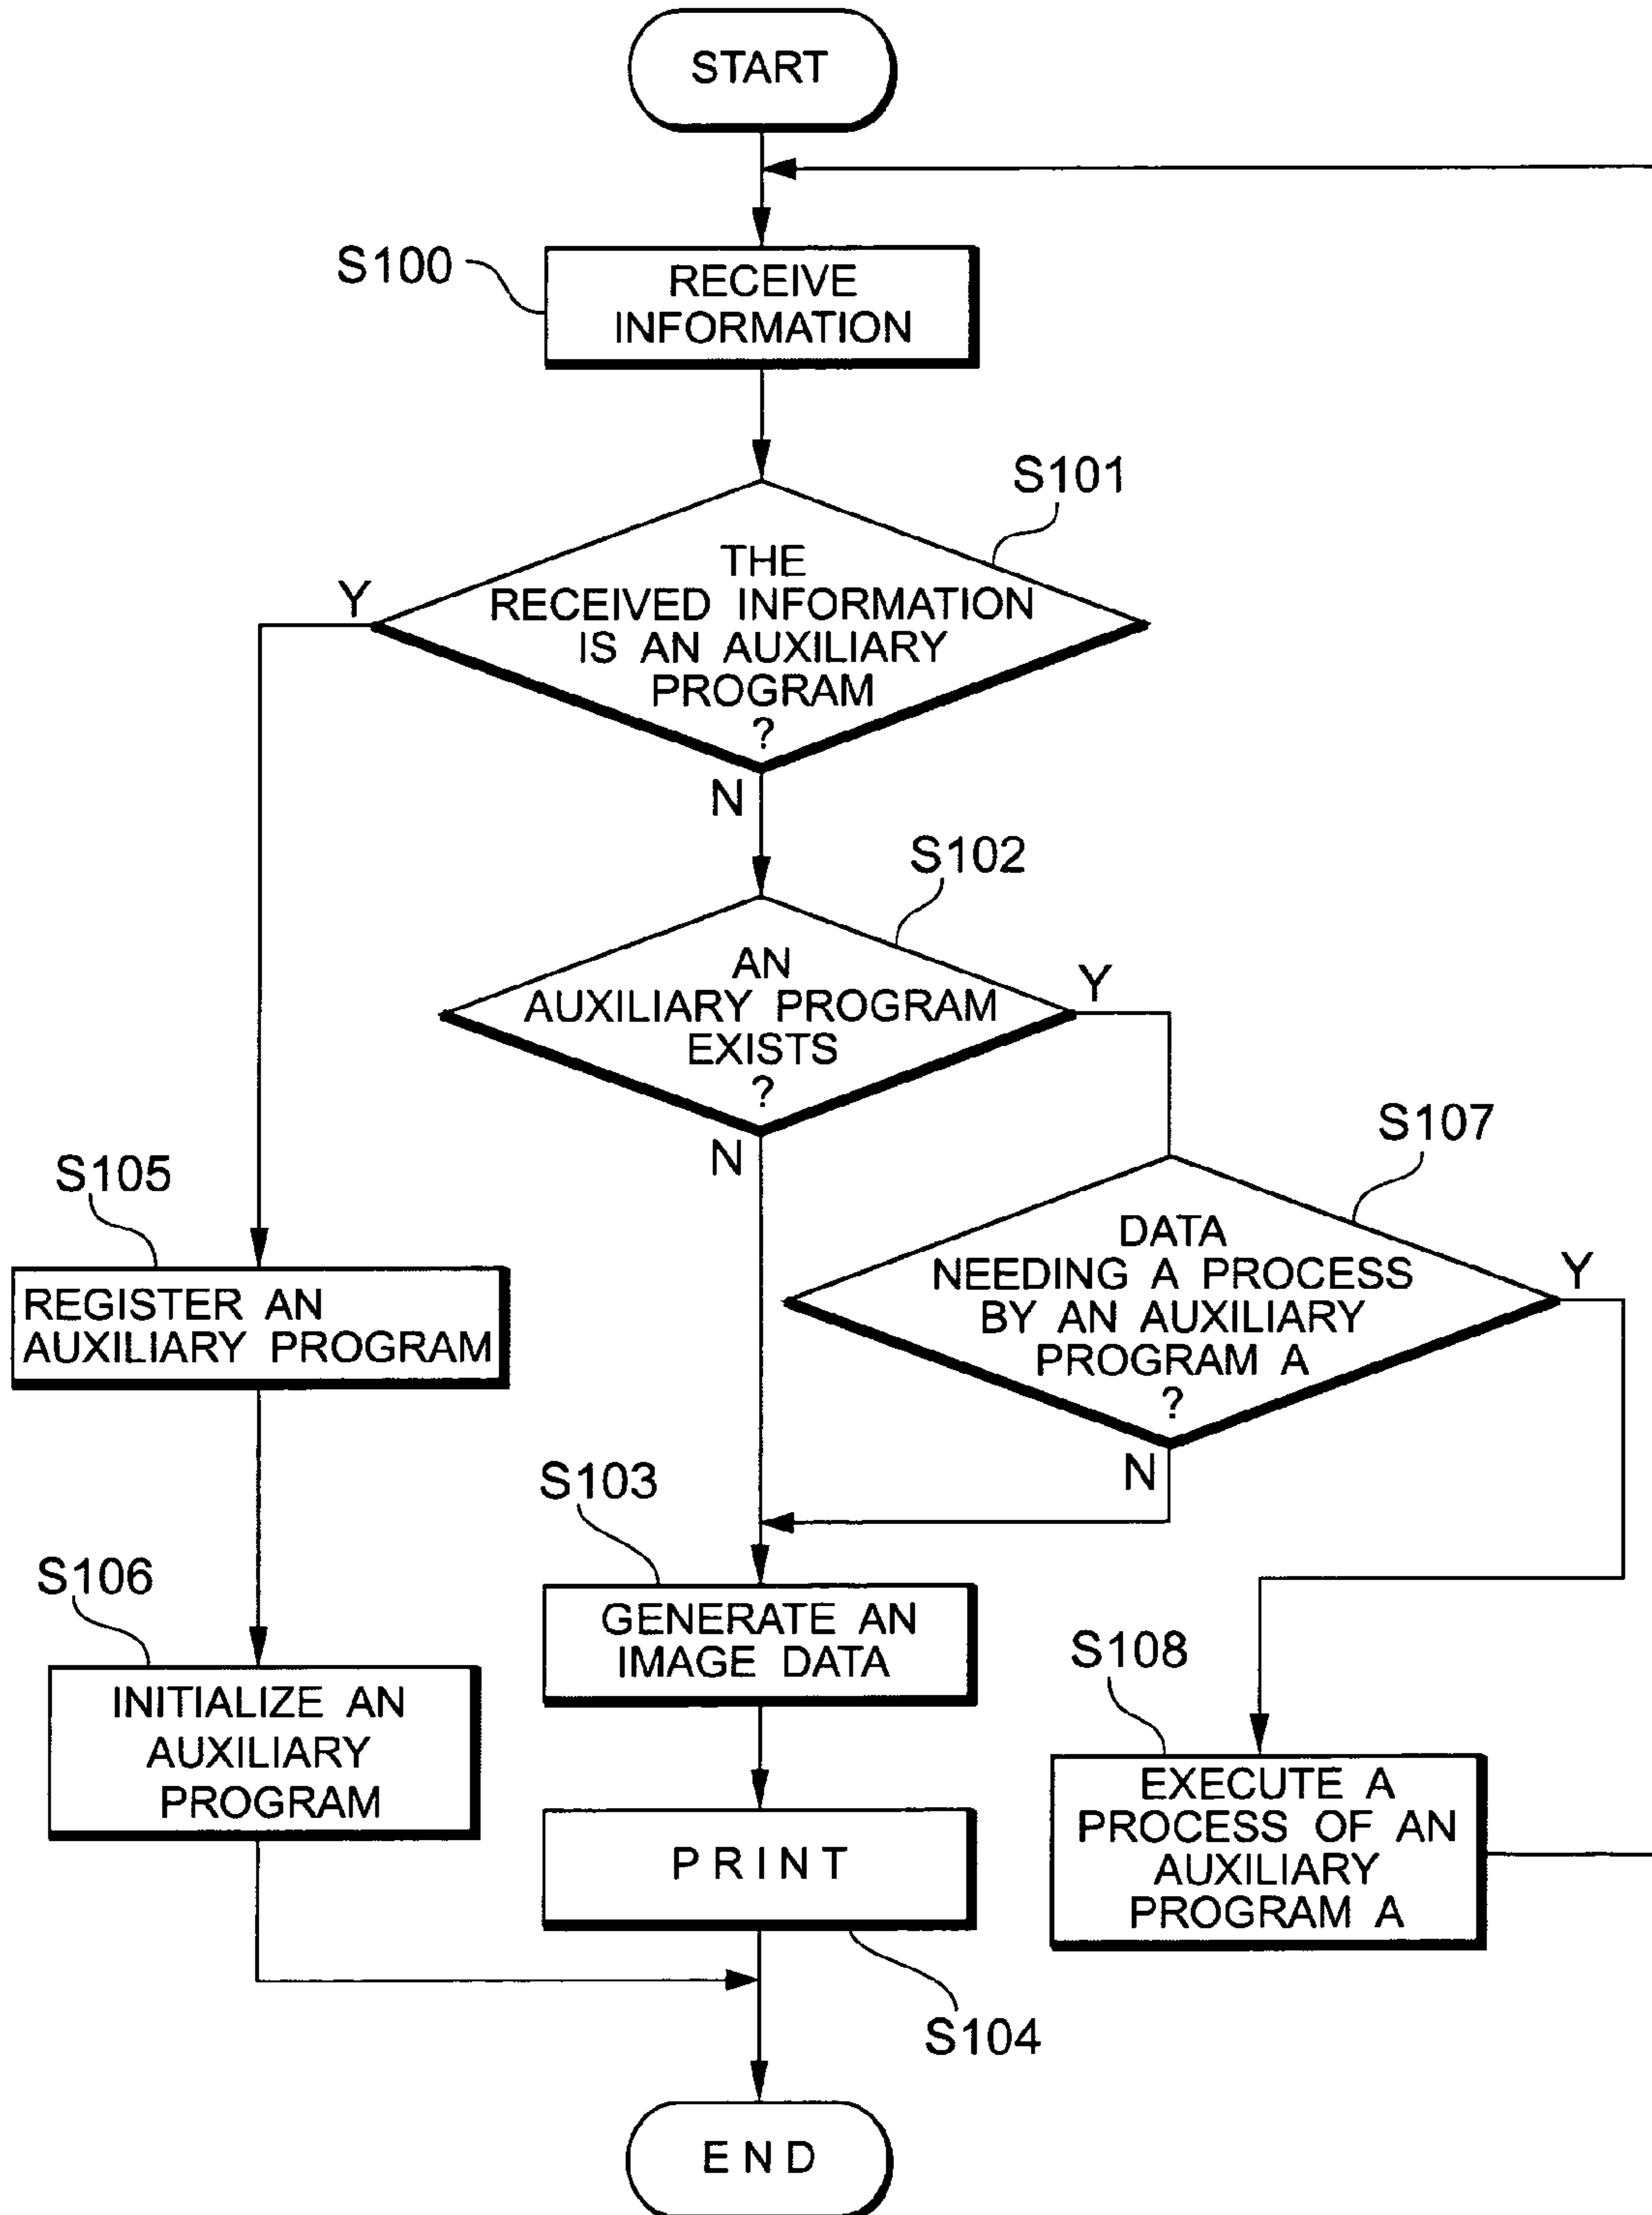 START
S100
RECEIVE
INFORMATION
S101
THE
RECEIVED INFORMATION
IS AN AUXILIARY
PROGRAM
?
Y
N
S102
AN
AUXILIARY PROGRAM
EXISTS
?
Y
N
S107
DATA
NEEDING A PROCESS
BY AN AUXILIARY
PROGRAM A
?
Y
N
S105
REGISTER AN
AUXILIARY PROGRAM
S103
GENERATE AN
IMAGE DATA
S106
INITIALIZE AN
AUXILIARY
PROGRAM
S108
EXECUTE A
PROCESS OF AN
AUXILIARY
PROGRAM A
PRINT
S104
END